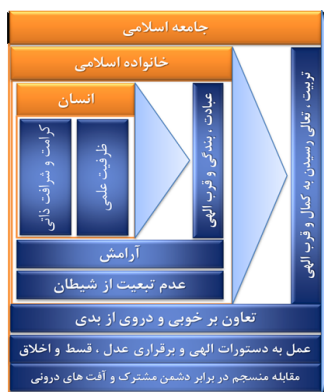 جامعه اسلامی
خانواده اسلامی
انسان
کرامت و شرافت ذاتی
ظرفیت علمی
عبادت ، بندگی و قرب الهی
تربیت ، تعالی رسیدن به کمال و قرب الهی
آرامش
عدم تبعیت از شیطان
تعاون بر خوبی و دروی از بدی
عمل به دستورات الهی و برقراری عدل ، قسط و اخلاق
مقابله منسجم در برابر دشمن مشترک و آفت های درونی